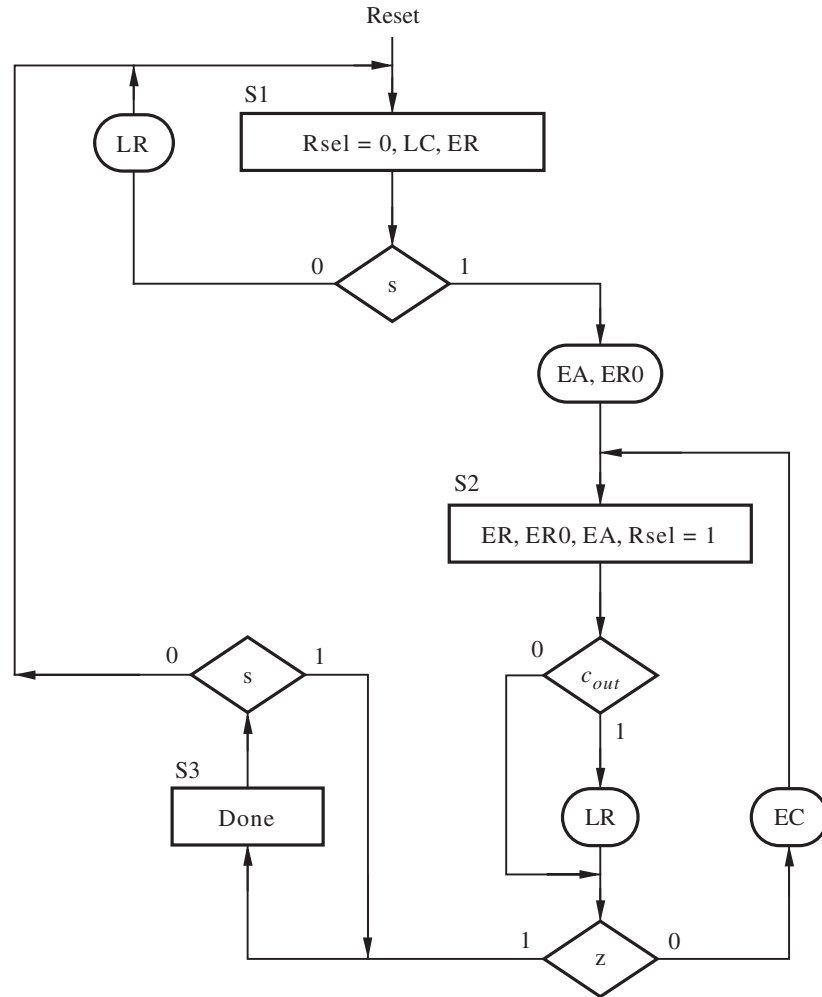 Reset
S1
LR
Rsel = 0, LC, ER
0
s
1
EA, ER0
S2
ER, ER0, EA, Rsel = 1
0
s
1
0
c_out
1
S3
Done
LR
EC
1
z
0